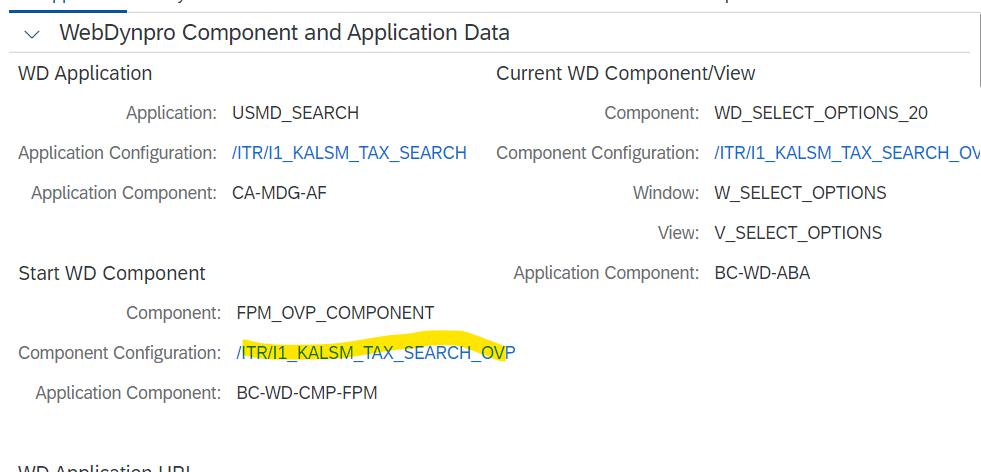 WebDynpro Component and Application Data
WD Application
Application: USMD_SEARCH
Application Configuration: /ITR/I1_KALSM_TAX_SEARCH
Application Component: CA-MDG-AF
Start WD Component
Component: FPM_OVP_COMPONENT
Component Configuration: /ITR/I1_KALSM_TAX_SEARCH_OVP
Application Component: BC-WD-CMP-FPM
Current WD Component/View
Component: WD_SELECT_OPTIONS_20
Component Configuration: /ITR/I1_KALSM_TAX_SEARCH_OV
Window: W_SELECT_OPTIONS
View: V_SELECT_OPTIONS
Application Component: BC-WD-ABA
WD Application URL